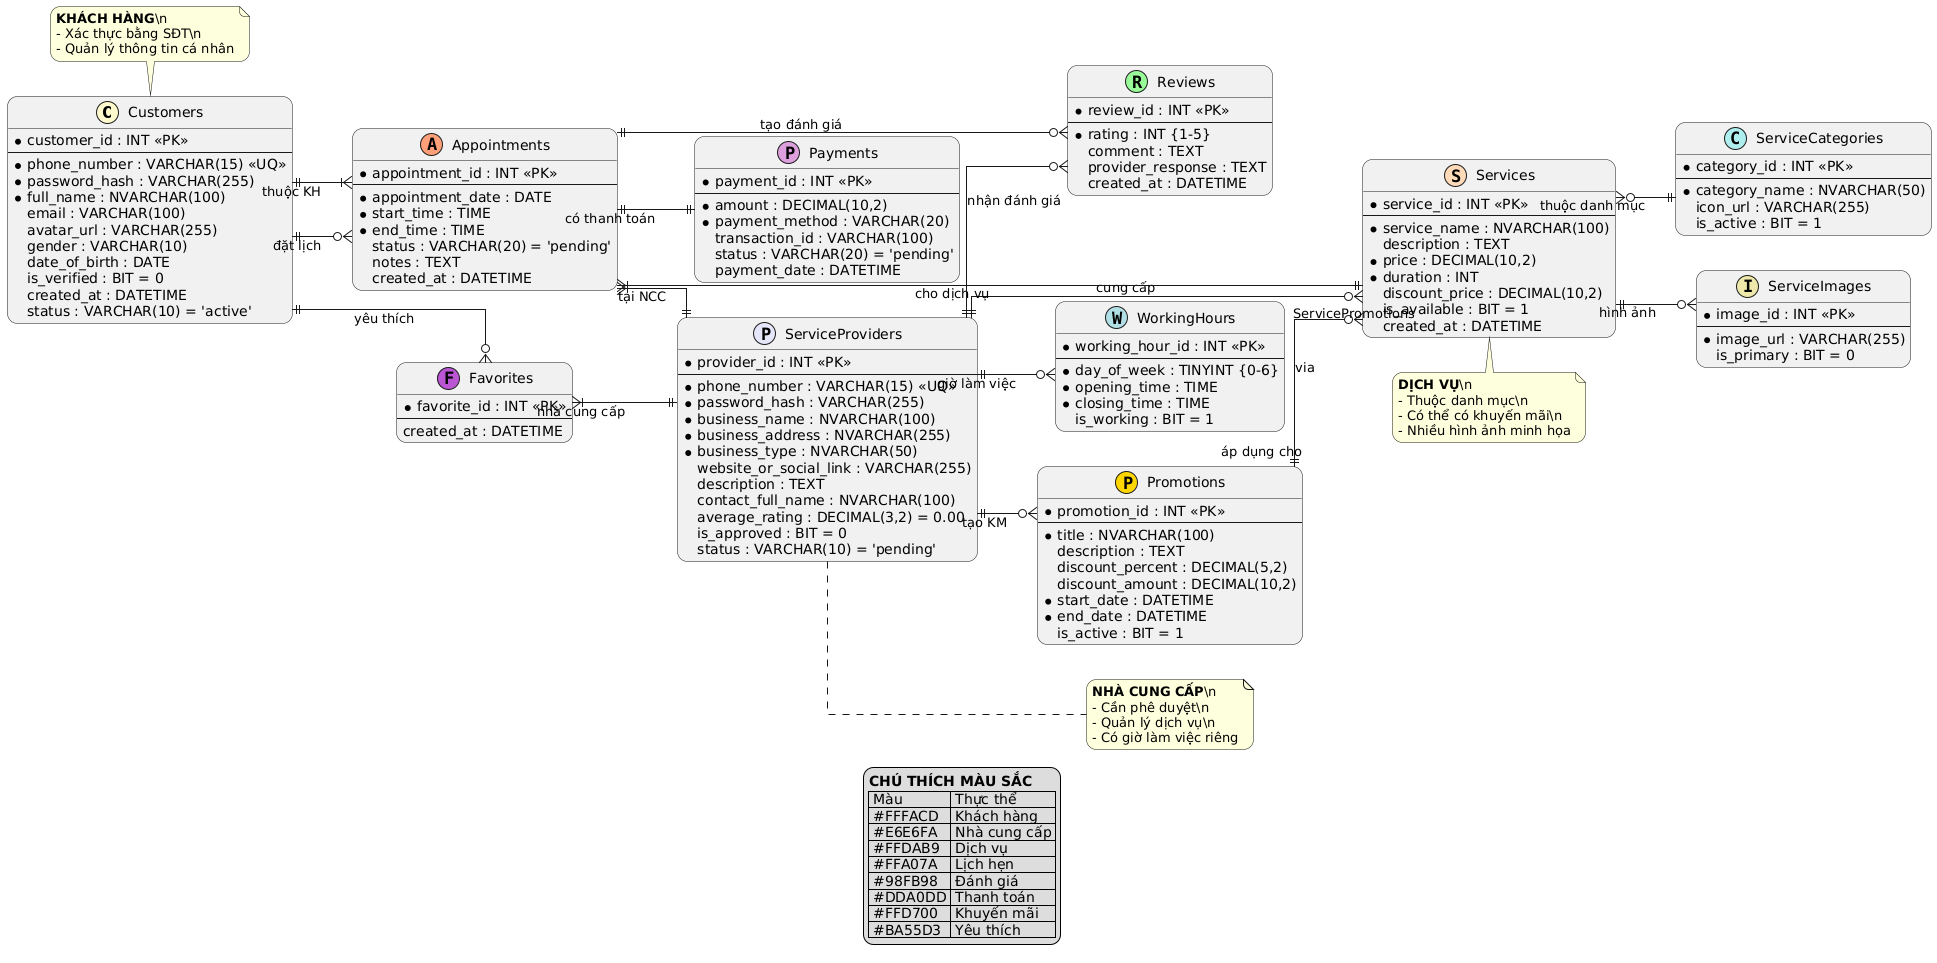 KHÁCH HÀNG\n
- Xác thực bằng SĐT\n
- Quản lý thông tin cá nhân
C Customers
customer_id : INT «PK»
phone_number : VARCHAR(15) «UQ»
password_hash : VARCHAR(255)
full_name : NVARCHAR(100)
email : VARCHAR(100)
avatar_url : VARCHAR(255)
gender : VARCHAR(10)
date_of_birth : DATE
is_verified : BIT = 0
created_at : DATETIME
status : VARCHAR(10) = 'active'
thuộc KH
đặt lịch
yêu thích
A Appointments
appointment_id : INT «PK»
appointment_date : DATE
start_time : TIME
end_time : TIME
status : VARCHAR(20) = 'pending'
notes : TEXT
created_at : DATETIME
tạo đánh giá
có thanh toán
tại NCC
cho dịch vụ
F Favorites
favorite_id : INT «PK»
created_at : DATETIME
nhà cung cấp
P Payments
payment_id : INT «PK»
amount : DECIMAL(10,2)
payment_method : VARCHAR(20)
transaction_id : VARCHAR(100)
status : VARCHAR(20) = 'pending'
payment_date : DATETIME
P ServiceProviders
provider_id : INT «PK»
phone_number : VARCHAR(15) «UQ»
password_hash : VARCHAR(255)
business_name : NVARCHAR(100)
business_address : NVARCHAR(255)
business_type : NVARCHAR(50)
website_or_social_link : VARCHAR(255)
description : TEXT
contact_full_name : NVARCHAR(100)
average_rating : DECIMAL(3,2) = 0.00
is_approved : BIT = 0
status : VARCHAR(10) = 'pending'
nhận đánh giá
cung cấp
giờ làm việc
tạo KM
R Reviews
review_id : INT «PK»
rating : INT {1-5}
comment : TEXT
provider_response : TEXT
created_at : DATETIME
W WorkingHours
working_hour_id : INT «PK»
day_of_week : TINYINT {0-6}
opening_time : TIME
closing_time : TIME
is_working : BIT = 1
P Promotions
promotion_id : INT «PK»
title : NVARCHAR(100)
description : TEXT
discount_percent : DECIMAL(5,2)
discount_amount : DECIMAL(10,2)
start_date : DATETIME
end_date : DATETIME
is_active : BIT = 1
áp dụng cho
via
ServicePromotions
S Services
service_id : INT «PK»
service_name : NVARCHAR(100)
description : TEXT
price : DECIMAL(10,2)
duration : INT
discount_price : DECIMAL(10,2)
is_available : BIT = 1
created_at : DATETIME
thuộc danh mục
hình ảnh
C ServiceCategories
category_id : INT «PK»
category_name : NVARCHAR(50)
icon_url : VARCHAR(255)
is_active : BIT = 1
I ServiceImages
image_id : INT «PK»
image_url : VARCHAR(255)
is_primary : BIT = 0
DỊCH VỤ\n
- Thuộc danh mục\n
- Có thể có khuyến mãi\n
- Nhiều hình ảnh minh họa
NHÀ CUNG CẤP\n
- Cần phê duyệt\n
- Quản lý dịch vụ\n
- Có giờ làm việc riêng
CHÚ THÍCH MÀU SẮC
Màu Thực thể
#FFFACD Khách hàng
#E6E6FA Nhà cung cấp
#FFDAB9 Dịch vụ
#FFA07A Lịch hẹn
#98FB98 Đánh giá
#DDA0DD Thanh toán
#FFD700 Khuyến mãi
#BA55D3 Yêu thích